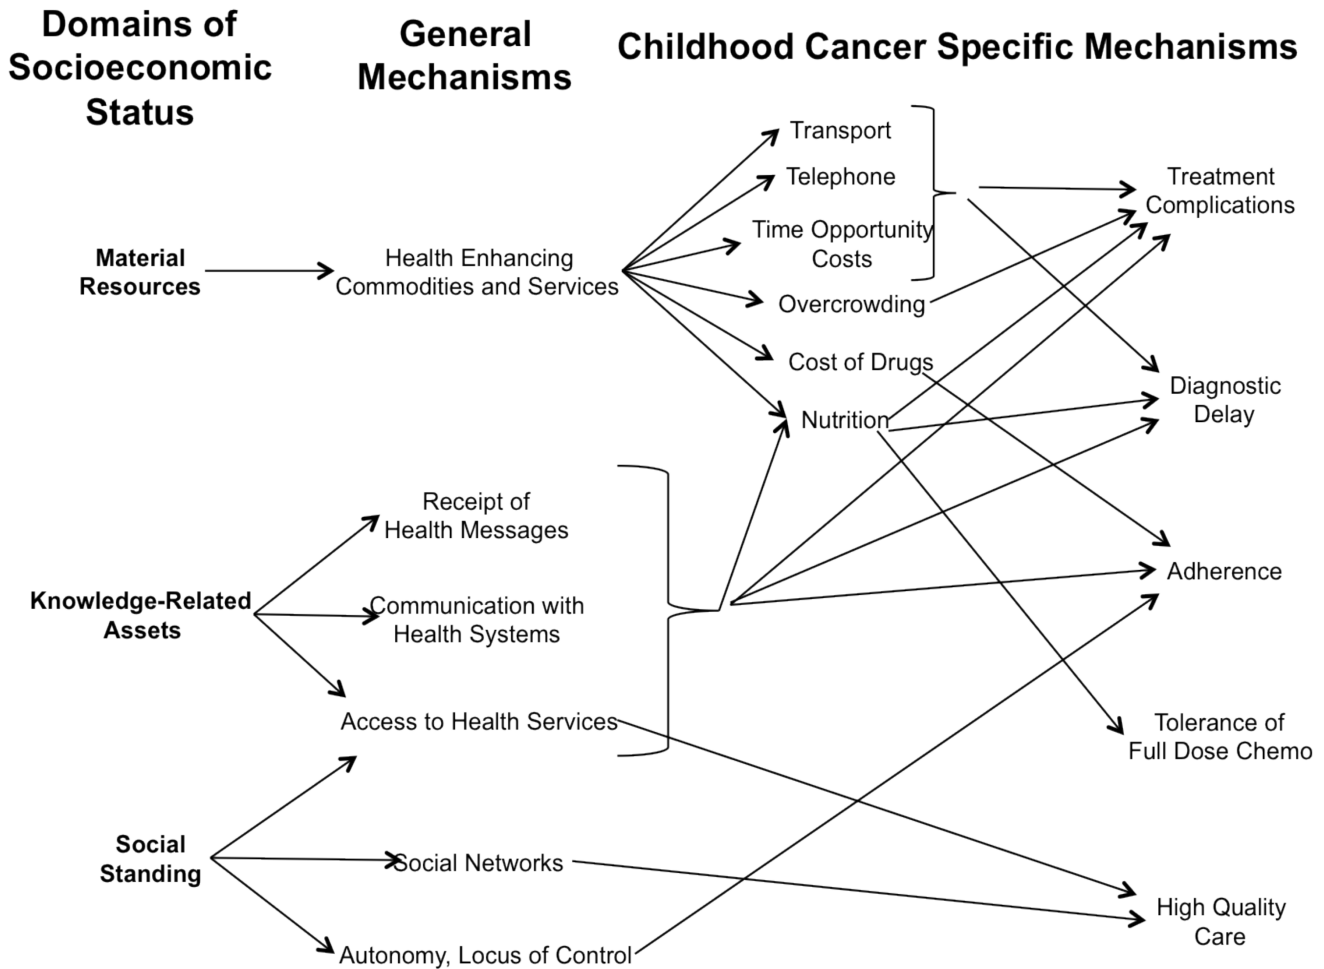 Domains of
Socioeconomic
Status
General
Mechanisms
Childhood Cancer Specific Mechanisms
Material
Resources
Health Enhancing
Commodities and Services
Transport
Telephone
Time Opportunity
Costs
Overcrowding
Cost of Drugs
Nutrition
Treatment
Complications
Diagnostic
Delay
Knowledge-Related
Assets
Receipt of
Health Messages
Communication with
Health Systems
Access to Health Services
Adherence
Tolerance of
Full Dose Chemo
Social
Standing
Social Networks
Autonomy, Locus of Control
High Quality
Care